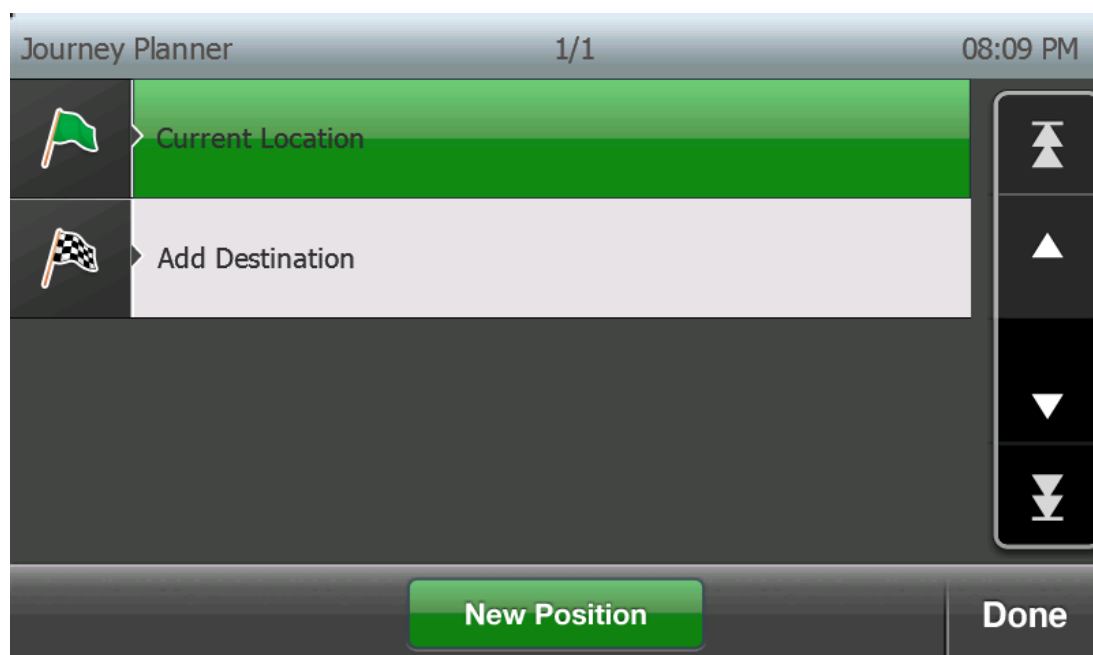 Journey Planner 1/1 08:09 PM
Current Location
Add Destination
New Position Done